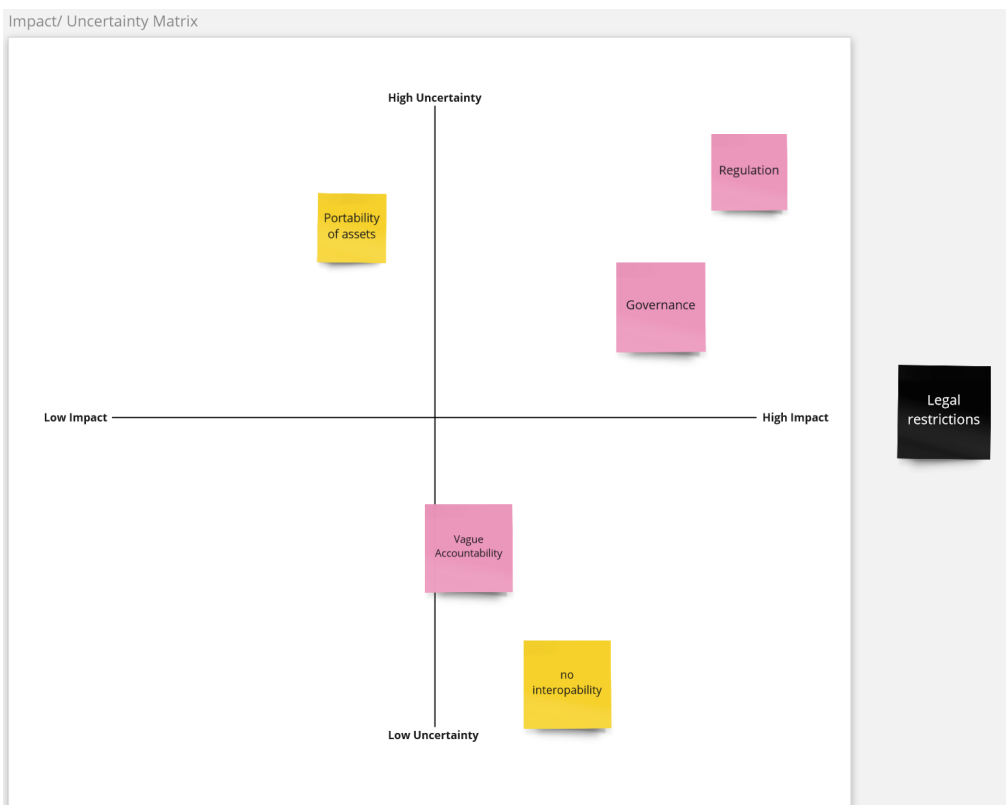 Impact/ Uncertainty Matrix
High Uncertainty
Regulation
Portability
of assets
Governance
Low Impact
High Impact
Legal
restrictions
Vague
Accountability
no
interopability
Low Uncertainty